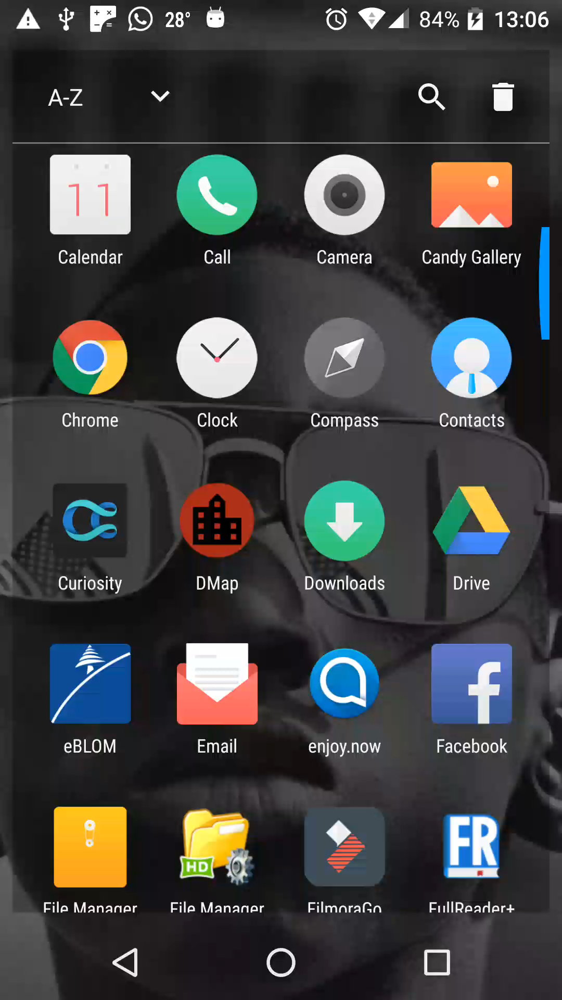 28° 84% 13:06
A-Z
11
Calendar Call Camera Candy Gallery
Chrome Clock Compass Contacts
Curiosity DMap Downloads Drive
eBLOM Email enjoy.now Facebook
HD FR
File Manager File Manager FilmoraGo FullReader+